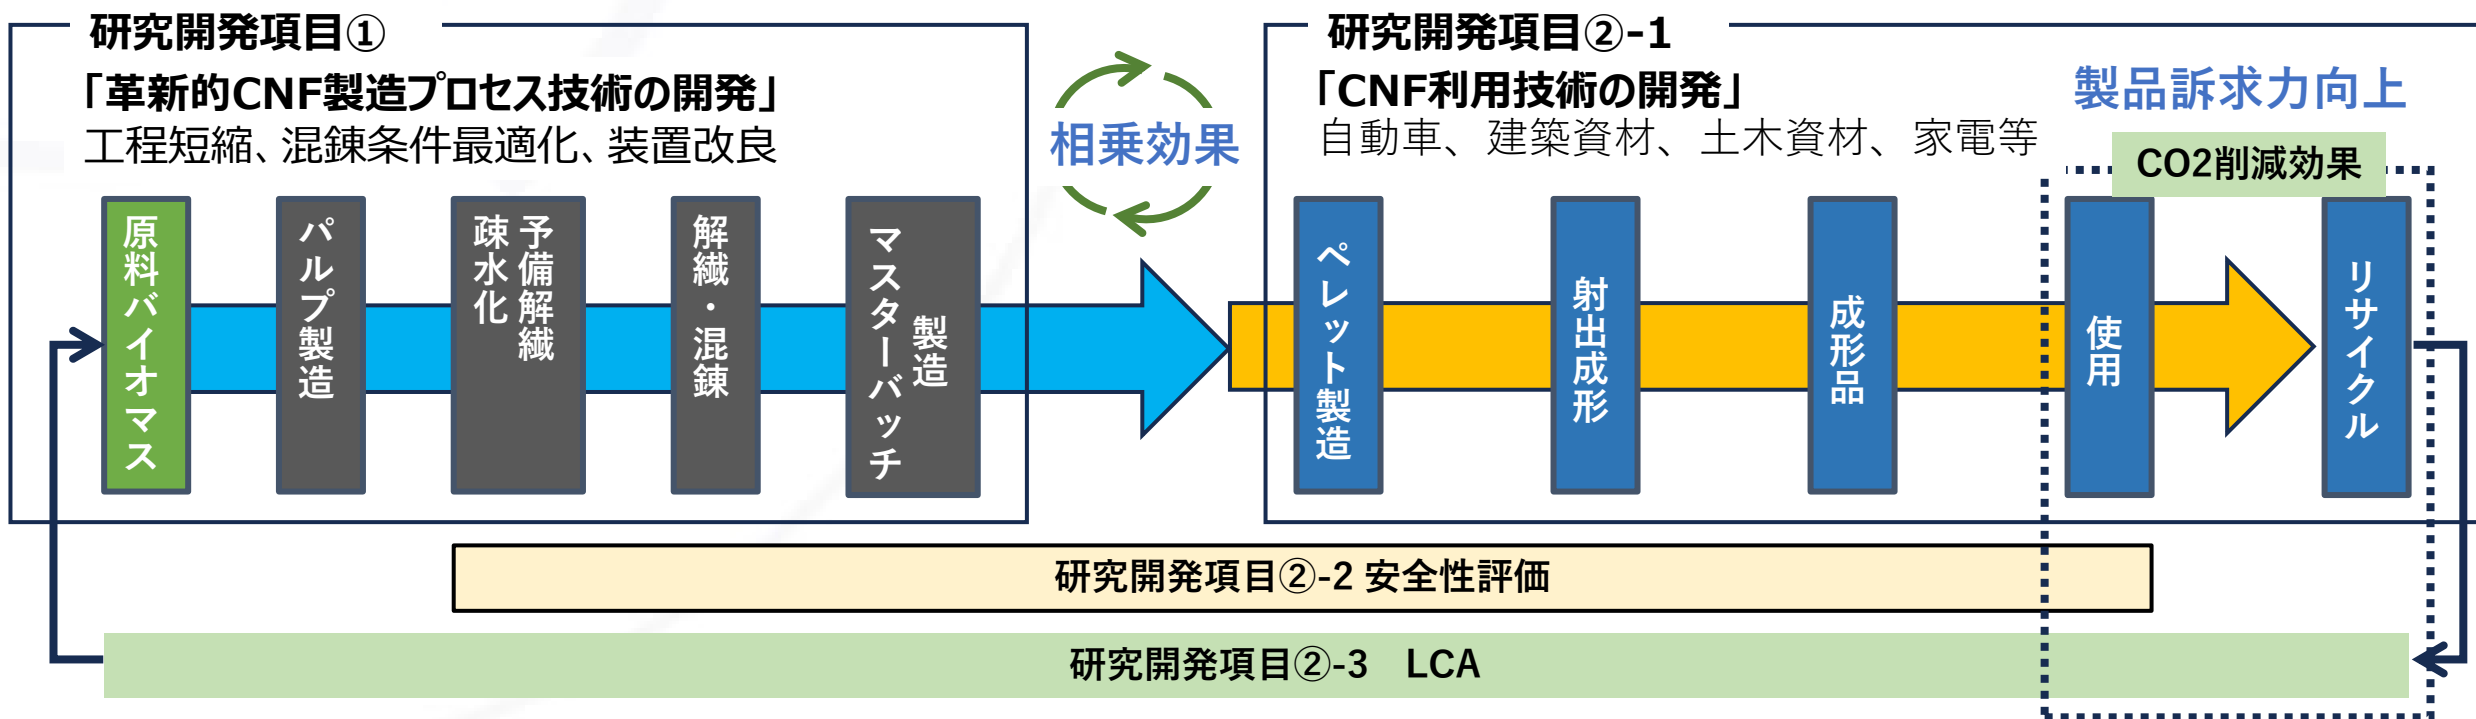 研究開発項目①
「革新的CNF製造プロセス技術の開発」
工程短縮、混錬条件最適化、装置改良
原料バイオマス
パルプ製造
予備解繊
疎水化
解繊・混錬
マスターバッチ
製造
相乗効果
研究開発項目②-1
「CNF利用技術の開発」
自動車、建築資材、土木資材、家電等
製品訴求力向上
CO2削減効果
ペレット製造
射出成形
成形品
使用
リサイクル
研究開発項目②-2 安全性評価
研究開発項目②-3　LCA